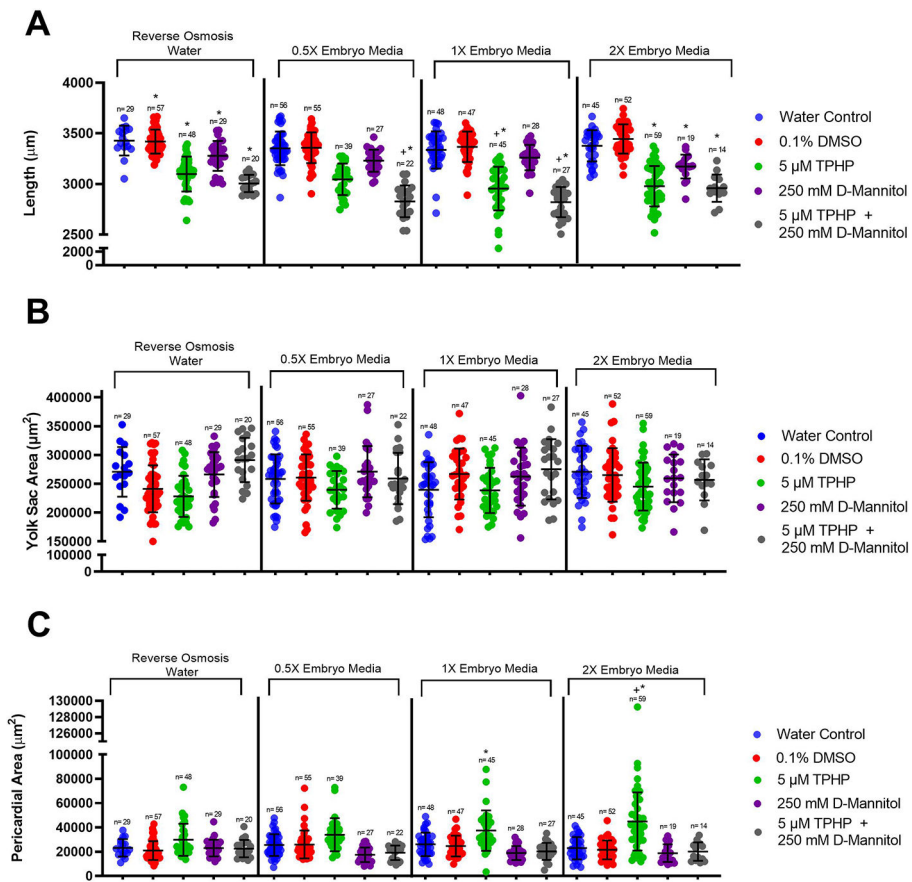 A
Reverse Osmosis
Water
0.5X Embryo Media
1X Embryo Media
2X Embryo Media
Length (µm)
4000
3500
3000
2500
2000
0
n= 29
*
n= 57
*
n= 48
*
n= 29
*
n= 20
n= 56
n= 55
n= 39
n= 27
+ *
n= 22
n= 48
n= 47
+ *
n= 45
n= 28
+ *
n= 27
n= 45
n= 52
*
n= 59
*
n= 19
*
n= 14
Water Control
0.1% DMSO
5 µM TPHP
250 mM D-Mannitol
5 µM TPHP +
250 mM D-Mannitol
B
Reverse Osmosis
Water
0.5X Embryo Media
1X Embryo Media
2X Embryo Media
Yolk Sac Area (µm²)
400000
350000
300000
250000
200000
150000
100000
0
n= 29
n= 57
n= 48
n= 29
n= 20
n= 56
n= 55
n= 39
n= 27
n= 22
n= 48
n= 47
n= 45
n= 28
n= 27
n= 45
n= 52
n= 59
n= 19
n= 14
Water Control
0.1% DMSO
5 µM TPHP
250 mM D-Mannitol
5 µM TPHP +
250 mM D-Mannitol
C
Reverse Osmosis
Water
0.5X Embryo Media
1X Embryo Media
2X Embryo Media
Pericardial Area (µm²)
130000
128000
126000
100000
80000
60000
40000
20000
0
n= 29
n= 57
n= 48
n= 29
n= 20
n= 56
n= 55
n= 39
n= 27
n= 22
n= 48
n= 47
*
n= 45
n= 28
n= 27
n= 45
n= 52
+*
n= 59
n= 19
n= 14
Water Control
0.1% DMSO
5 µM TPHP
250 mM D-Mannitol
5 µM TPHP +
250 mM D-Mannitol